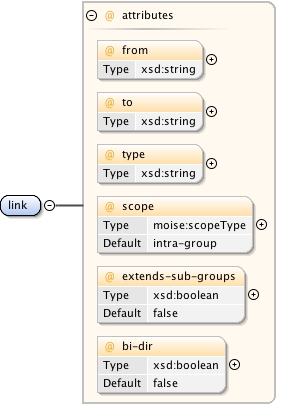 @ attributes
@ from
Type xsd:string
@ to
Type xsd:string
@ type
Type xsd:string
link
@ scope
Type moise:scopeType
Default intra-group
@ extends-sub-groups
Type xsd:boolean
Default false
@ bi-dir
Type xsd:boolean
Default false